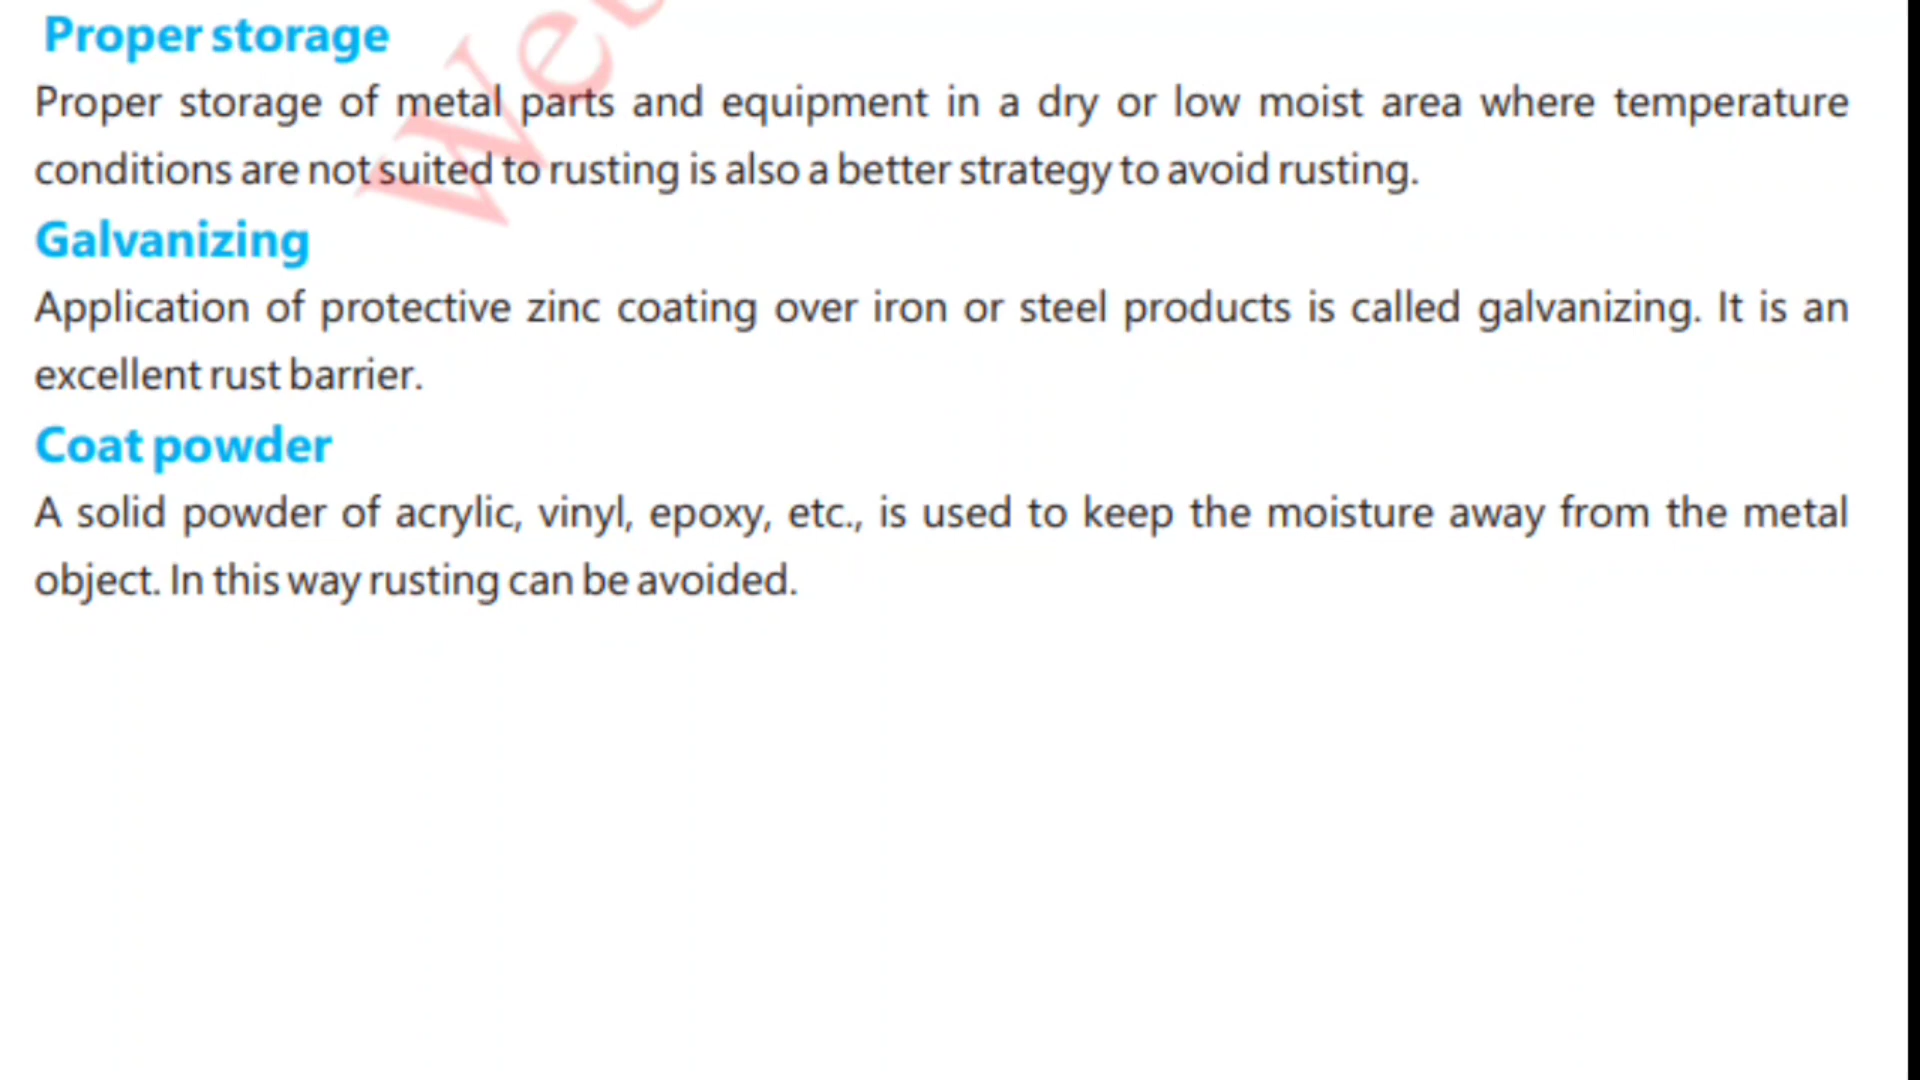 Proper storage
Proper storage of metal parts and equipment in a dry or low moist area where temperature
conditions are not suited to rusting is also a better strategy to avoid rusting.
Galvanizing
Application of protective zinc coating over iron or steel products is called galvanizing. It is an
excellent rust barrier.
Coat powder
A solid powder of acrylic, vinyl, epoxy, etc., is used to keep the moisture away from the metal
object. In this way rusting can be avoided.